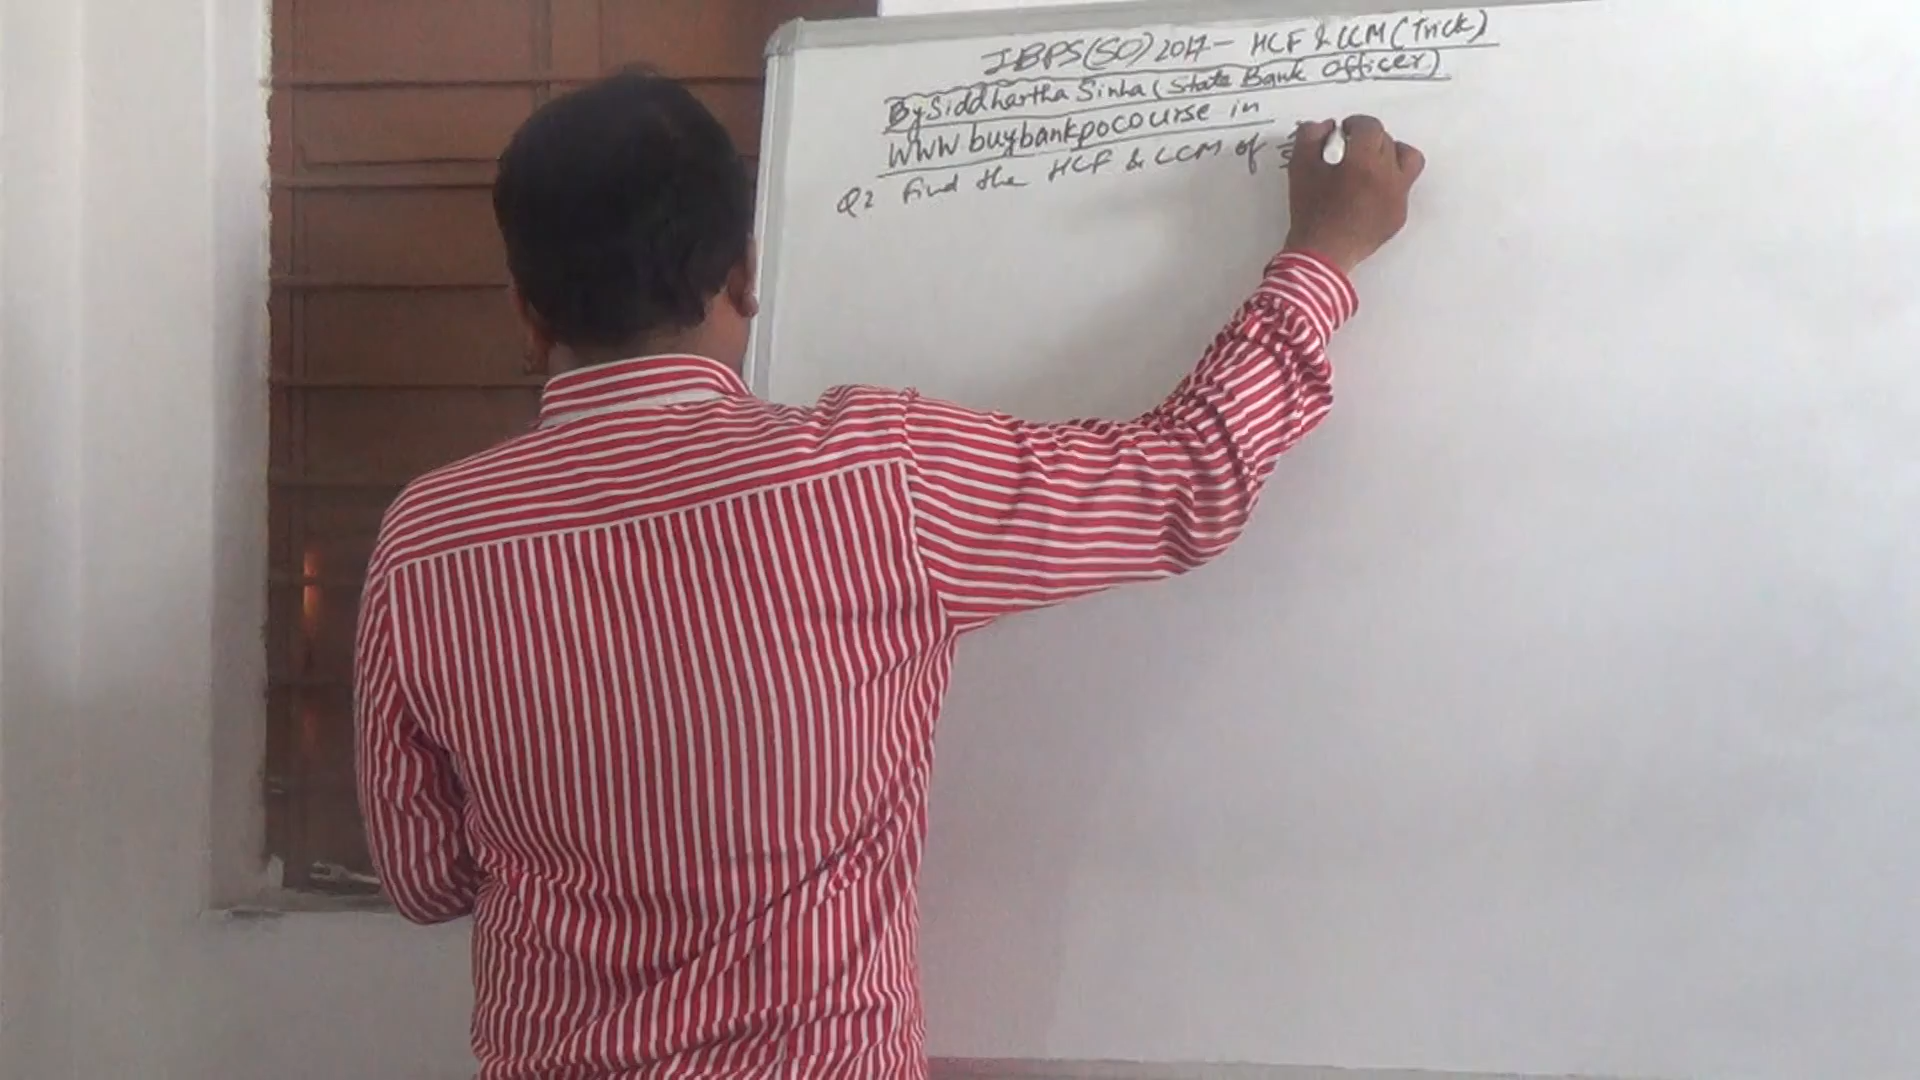 IBPS(SO) 2017 - HCF & LCM (Trick)
By Siddhartha Sinha (State Bank Officer)
www buybankpocourse in
Q2 Find the HCF & LCM of